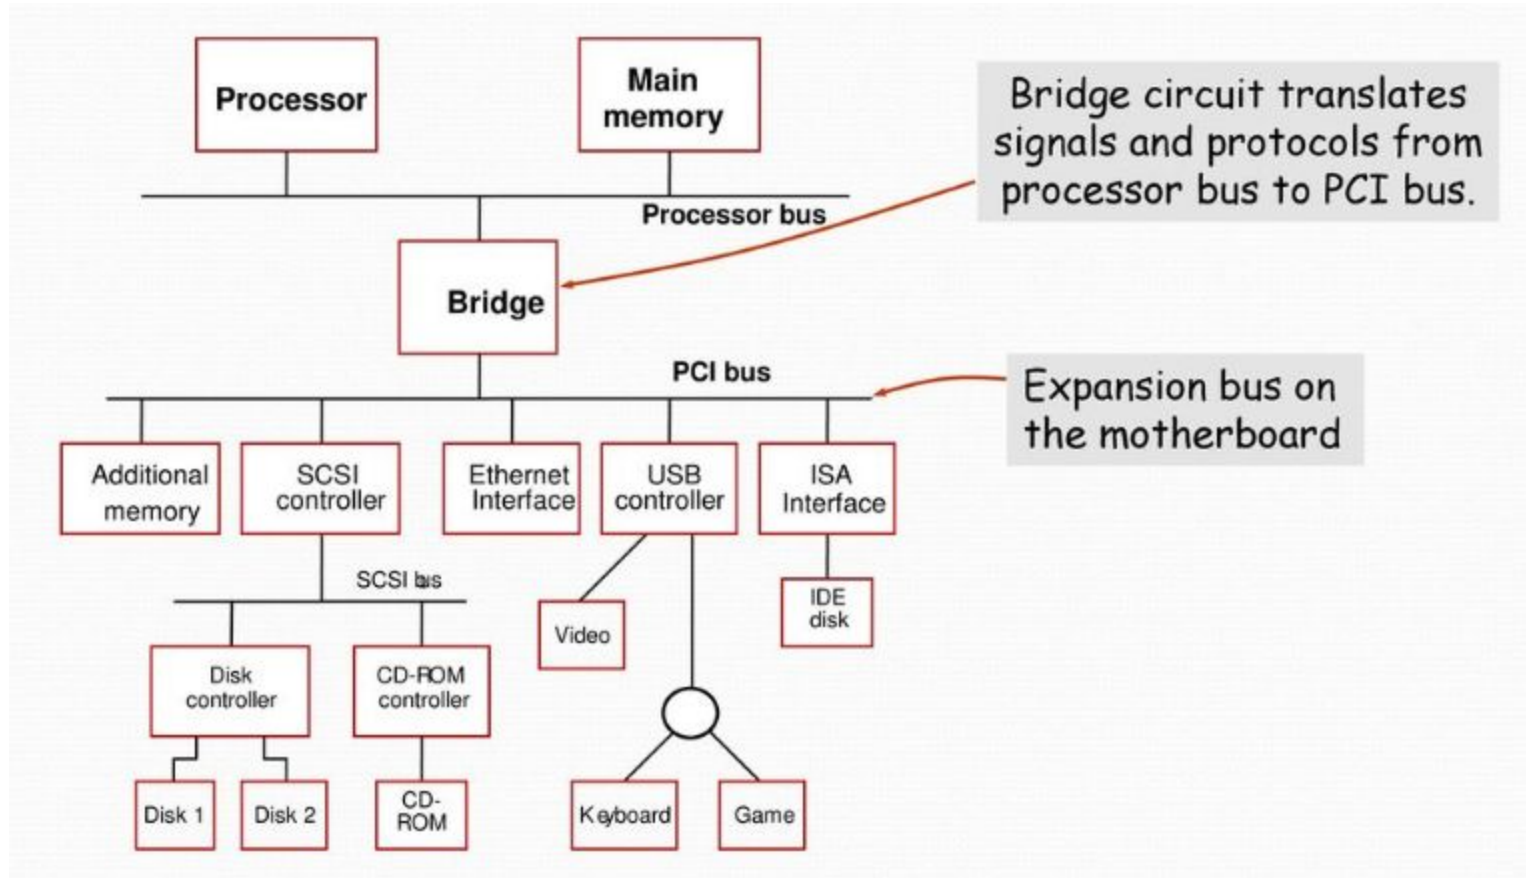 Processor
Main
memory
Bridge circuit translates
signals and protocols from
processor bus to PCI bus.
Processor bus
Bridge
PCI bus
Expansion bus on
the motherboard
Additional
memory
SCSI
controller
Ethernet
Interface
USB
controller
ISA
Interface
SCSI bus
IDE
disk
Video
Disk
controller
CD-ROM
controller
Disk 1
Disk 2
CD-
ROM
Keyboard
Game